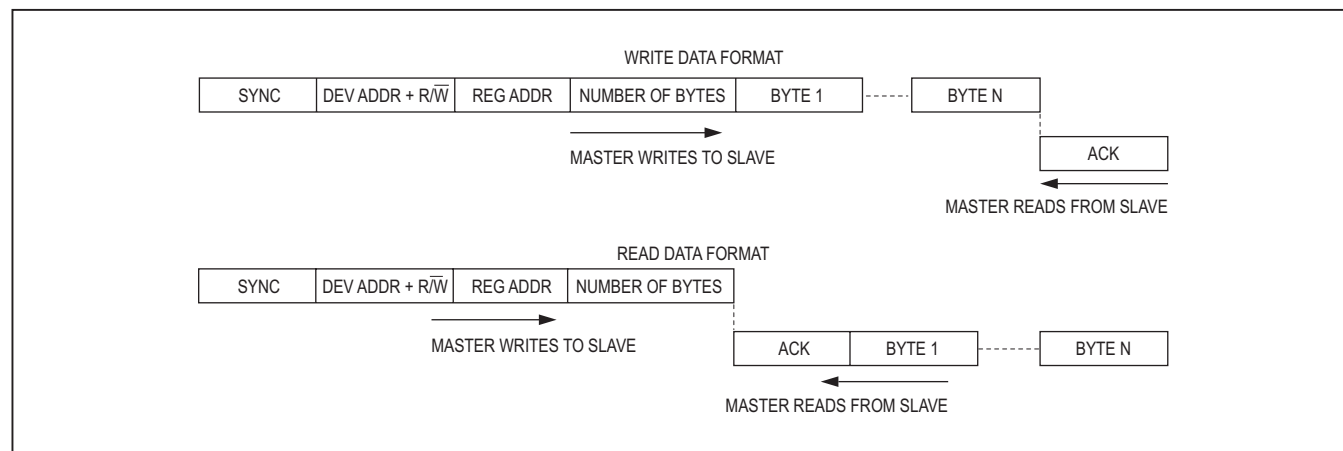 WRITE DATA FORMAT
SYNC DEV ADDR + R/W̅ REG ADDR NUMBER OF BYTES BYTE 1 BYTE N
MASTER WRITES TO SLAVE
ACK
MASTER READS FROM SLAVE
READ DATA FORMAT
SYNC DEV ADDR + R/W̅ REG ADDR NUMBER OF BYTES
MASTER WRITES TO SLAVE
ACK BYTE 1 BYTE N
MASTER READS FROM SLAVE